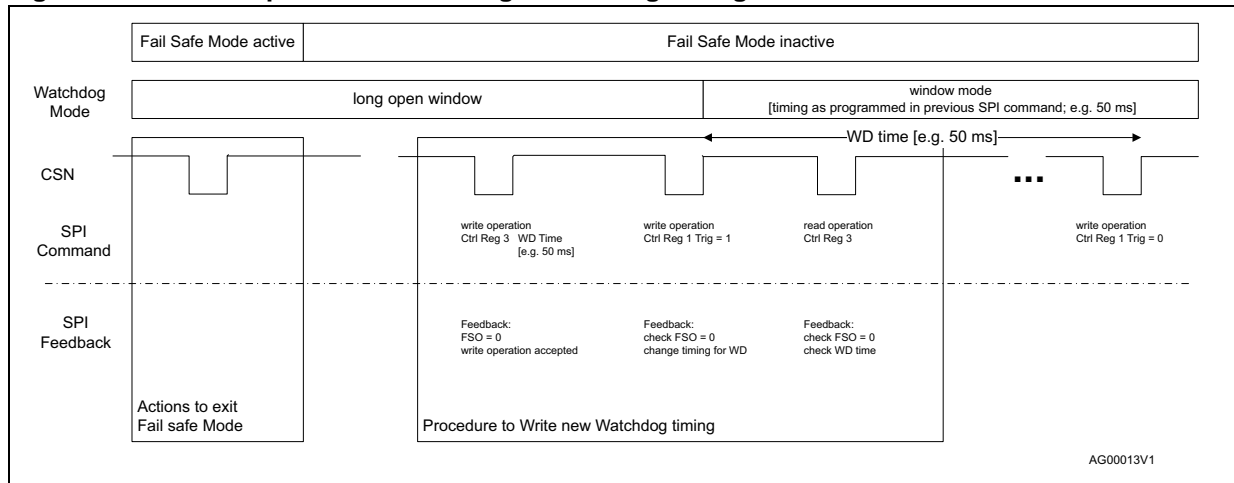 Fail Safe Mode active
Fail Safe Mode inactive
Watchdog
Mode
long open window
window mode
[timing as programmed in previous SPI command; e.g. 50 ms]
WD time [e.g. 50 ms]
CSN
...
SPI
Command
write operation
Ctrl Reg 3 WD Time
[e.g. 50 ms]
write operation
Ctrl Reg 1 Trig = 1
read operation
Ctrl Reg 3
write operation
Ctrl Reg 1 Trig = 0
SPI
Feedback
Feedback:
FSO = 0
write operation accepted
Feedback:
check FSO = 0
change timing for WD
Feedback:
check FSO = 0
check WD time
Actions to exit
Fail safe Mode
Procedure to Write new Watchdog timing
AG00013V1